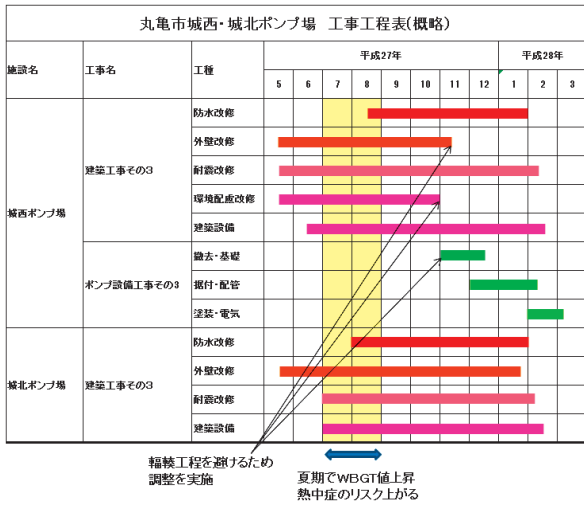 丸亀市城西・城北ポンプ場　工事工程表(概略)
施設名 工事名 工種 平成27年 平成28年
5 6 7 8 9 10 11 12 1 2 3
城西ポンプ場 建築工事その3 防水改修
外壁改修
耐震改修
環境配慮改修
建築設備
ポンプ設備工事その3 撤去・基礎
据付・配管
塗装・電気
城北ポンプ場 建築工事その3 防水改修
外壁改修
耐震改修
建築設備
輻輳工程を避けるため
調整を実施
夏期でWBGT値上昇
熱中症のリスク上がる